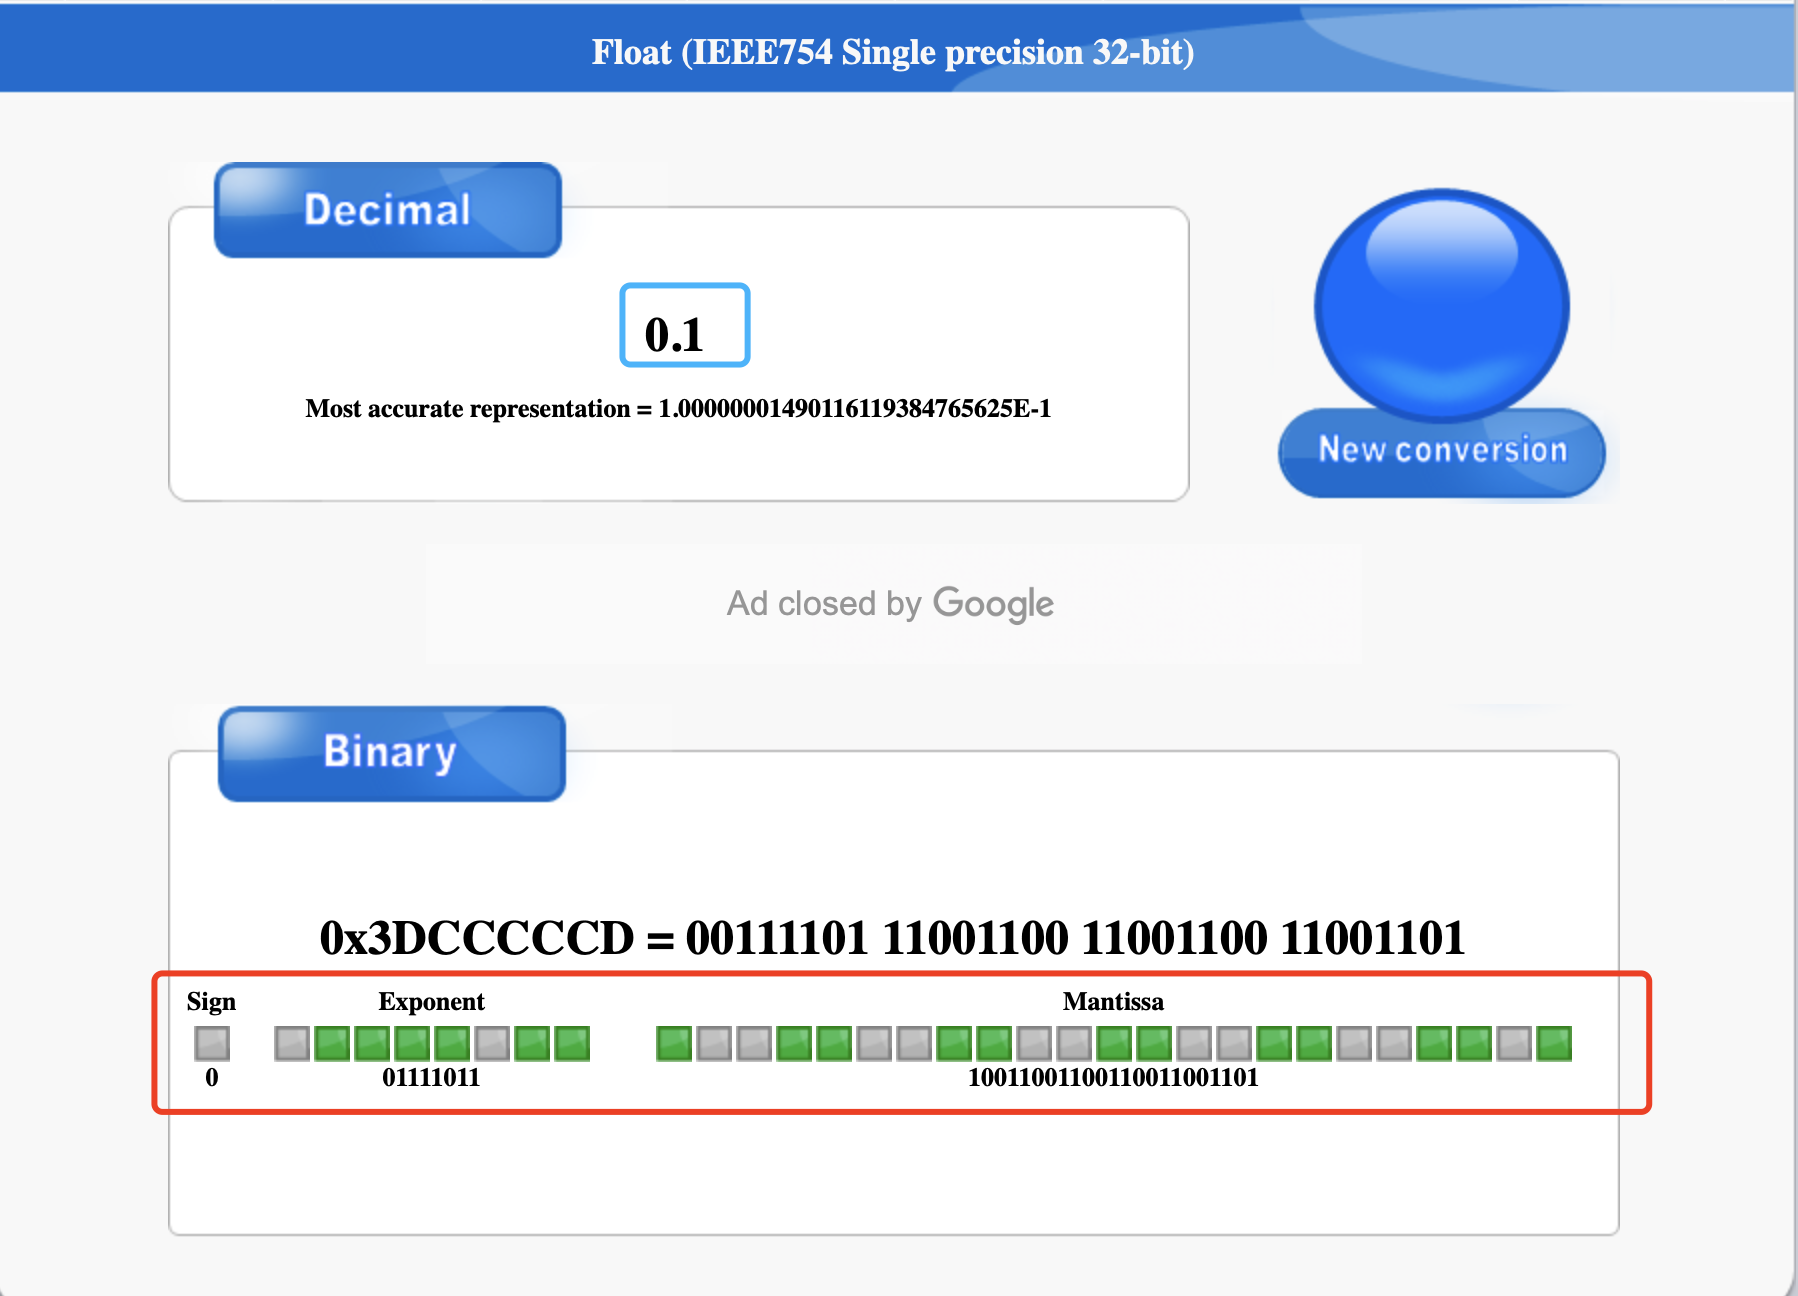 Float (IEEE754 Single precision 32-bit)
Decimal
0.1
Most accurate representation = 1.00000001490116119384765625E-1
New conversion
Ad closed by Google
Binary
0x3DCCCCCD = 00111101 11001100 11001100 11001101
Sign Exponent Mantissa
0 01111011 10011001100110011001101